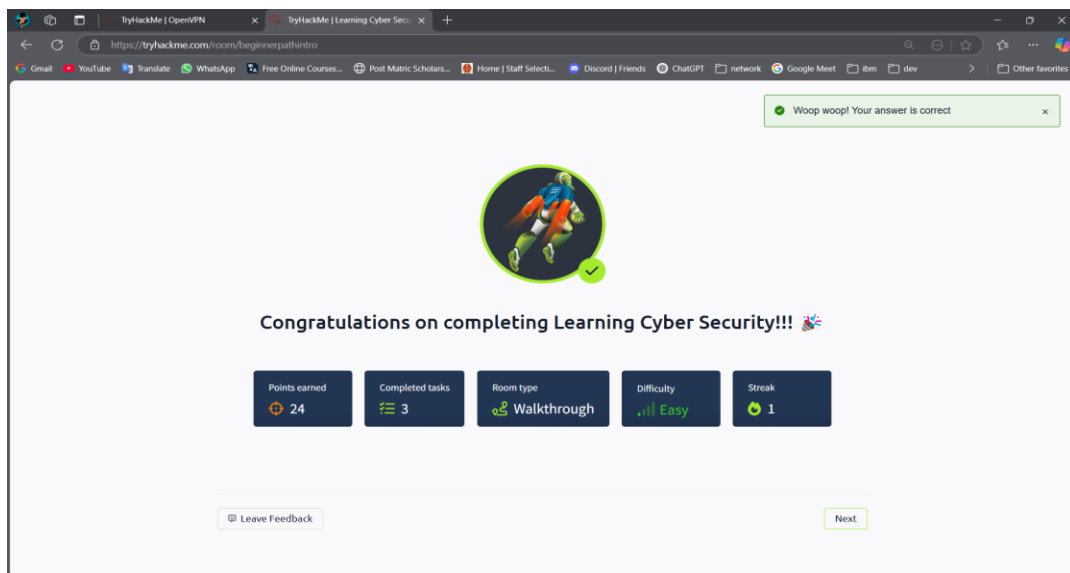 TryHackMe | OpenVPN
TryHackMe | Learning Cyber Secu
https://tryhackme.com/room/beginnerpathintro
Gmail YouTube Translate WhatsApp Free Online Courses... Post Matric Scholars... Home | Staff Selecti... Discord | Friends ChatGPT network Google Meet ibm dev Other favorites
Woop woop! Your answer is correct
Congratulations on completing Learning Cyber Security!!!
Points earned Completed tasks Room type Difficulty Streak
24 3 Walkthrough Easy 1
Leave Feedback Next